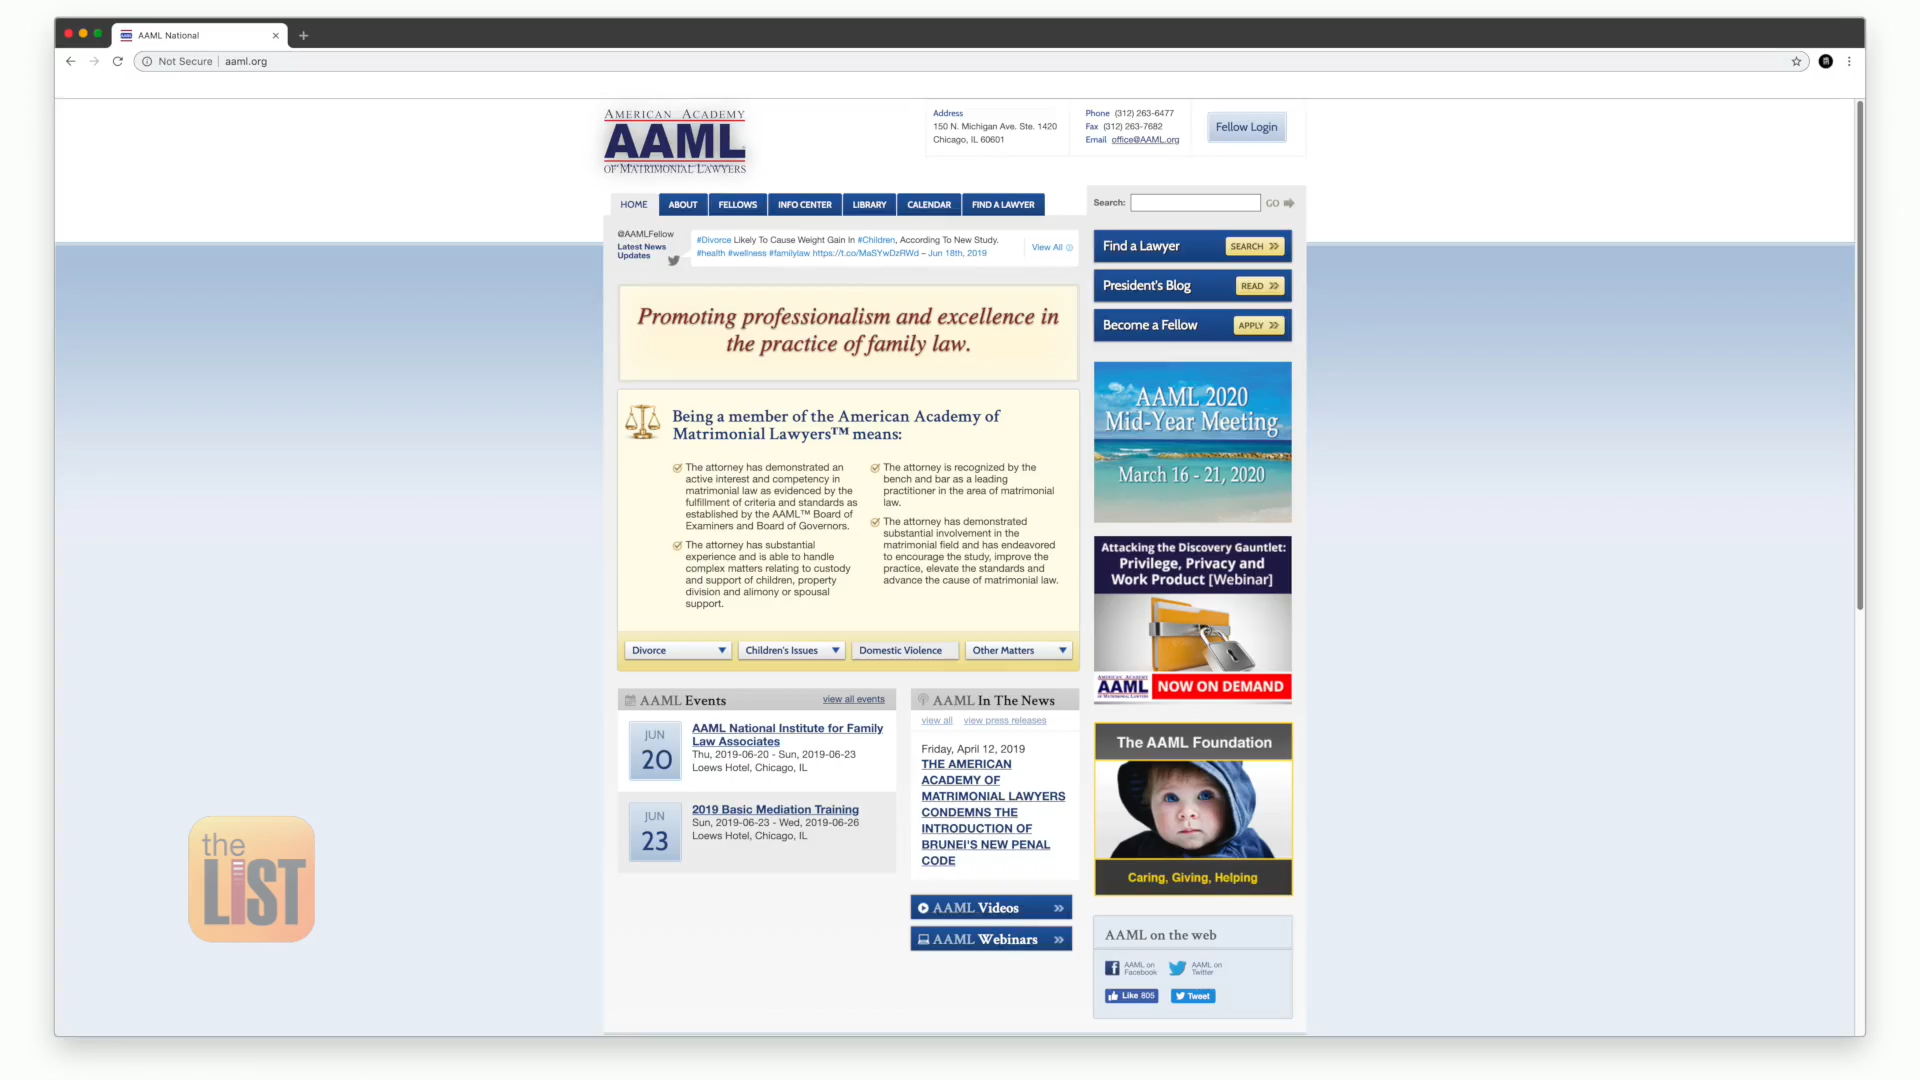 AAML National
Not Secure | aaml.org
AMERICAN ACADEMY
AAML
OF MATRIMONIAL LAWYERS
Address
150 N. Michigan Ave. Ste. 1420
Chicago, IL 60601
Phone (312) 263-6477
Fax (312) 263-7682
Email office@AAML.org
Fellow Login
HOME ABOUT FELLOWS INFO CENTER LIBRARY CALENDAR FIND A LAWYER
Search: GO
@AAMLFellow
Latest News
Updates
#Divorce Likely To Cause Weight Gain In #Children, According To New Study.
#health #wellness #familylaw https://t.co/MaSYwDzRWd – Jun 18th, 2019
View All
Find a Lawyer SEARCH
President's Blog READ
Become a Fellow APPLY
Promoting professionalism and excellence in
the practice of family law.
Being a member of the American Academy of
Matrimonial Lawyers™ means:
The attorney has demonstrated an
active interest and competency in
matrimonial law as evidenced by the
fulfillment of criteria and standards as
established by the AAML™ Board of
Examiners and Board of Governors.
The attorney has substantial
experience and is able to handle
complex matters relating to custody
and support of children, property
division and alimony or spousal
support.
The attorney is recognized by the
bench and bar as a leading
practitioner in the area of matrimonial
law.
The attorney has demonstrated
substantial involvement in the
matrimonial field and has endeavored
to encourage the study, improve the
practice, elevate the standards and
advance the cause of matrimonial law.
Divorce Children's Issues Domestic Violence Other Matters
AAML 2020
Mid-Year Meeting
March 16 - 21, 2020
Attacking the Discovery Gauntlet:
Privilege, Privacy and
Work Product [Webinar]
AMERICAN ACADEMY
AAML
OF MATRIMONIAL LAWYERS
NOW ON DEMAND
AAML Events view all events
JUN
20
AAML National Institute for Family
Law Associates
Thu, 2019-06-20 - Sun, 2019-06-23
Loews Hotel, Chicago, IL
JUN
23
2019 Basic Mediation Training
Sun, 2019-06-23 - Wed, 2019-06-26
Loews Hotel, Chicago, IL
AAML In The News
view all view press releases
Friday, April 12, 2019
THE AMERICAN
ACADEMY OF
MATRIMONIAL LAWYERS
CONDEMNS THE
INTRODUCTION OF
BRUNEI'S NEW PENAL
CODE
AAML Videos
AAML Webinars
The AAML Foundation
Caring, Giving, Helping
AAML on the web
AAML on
Facebook
AAML on
Twitter
Like 805
Tweet
the
LIST